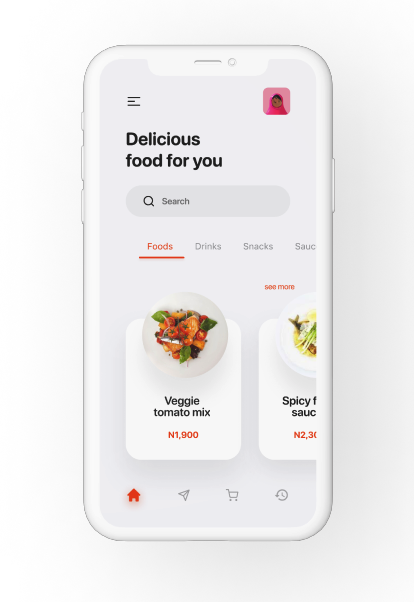 Delicious
food for you
Search
Foods Drinks Snacks Sauc
see more
Veggie
tomato mix
N1,900
Spicy f
sauc
N2,30